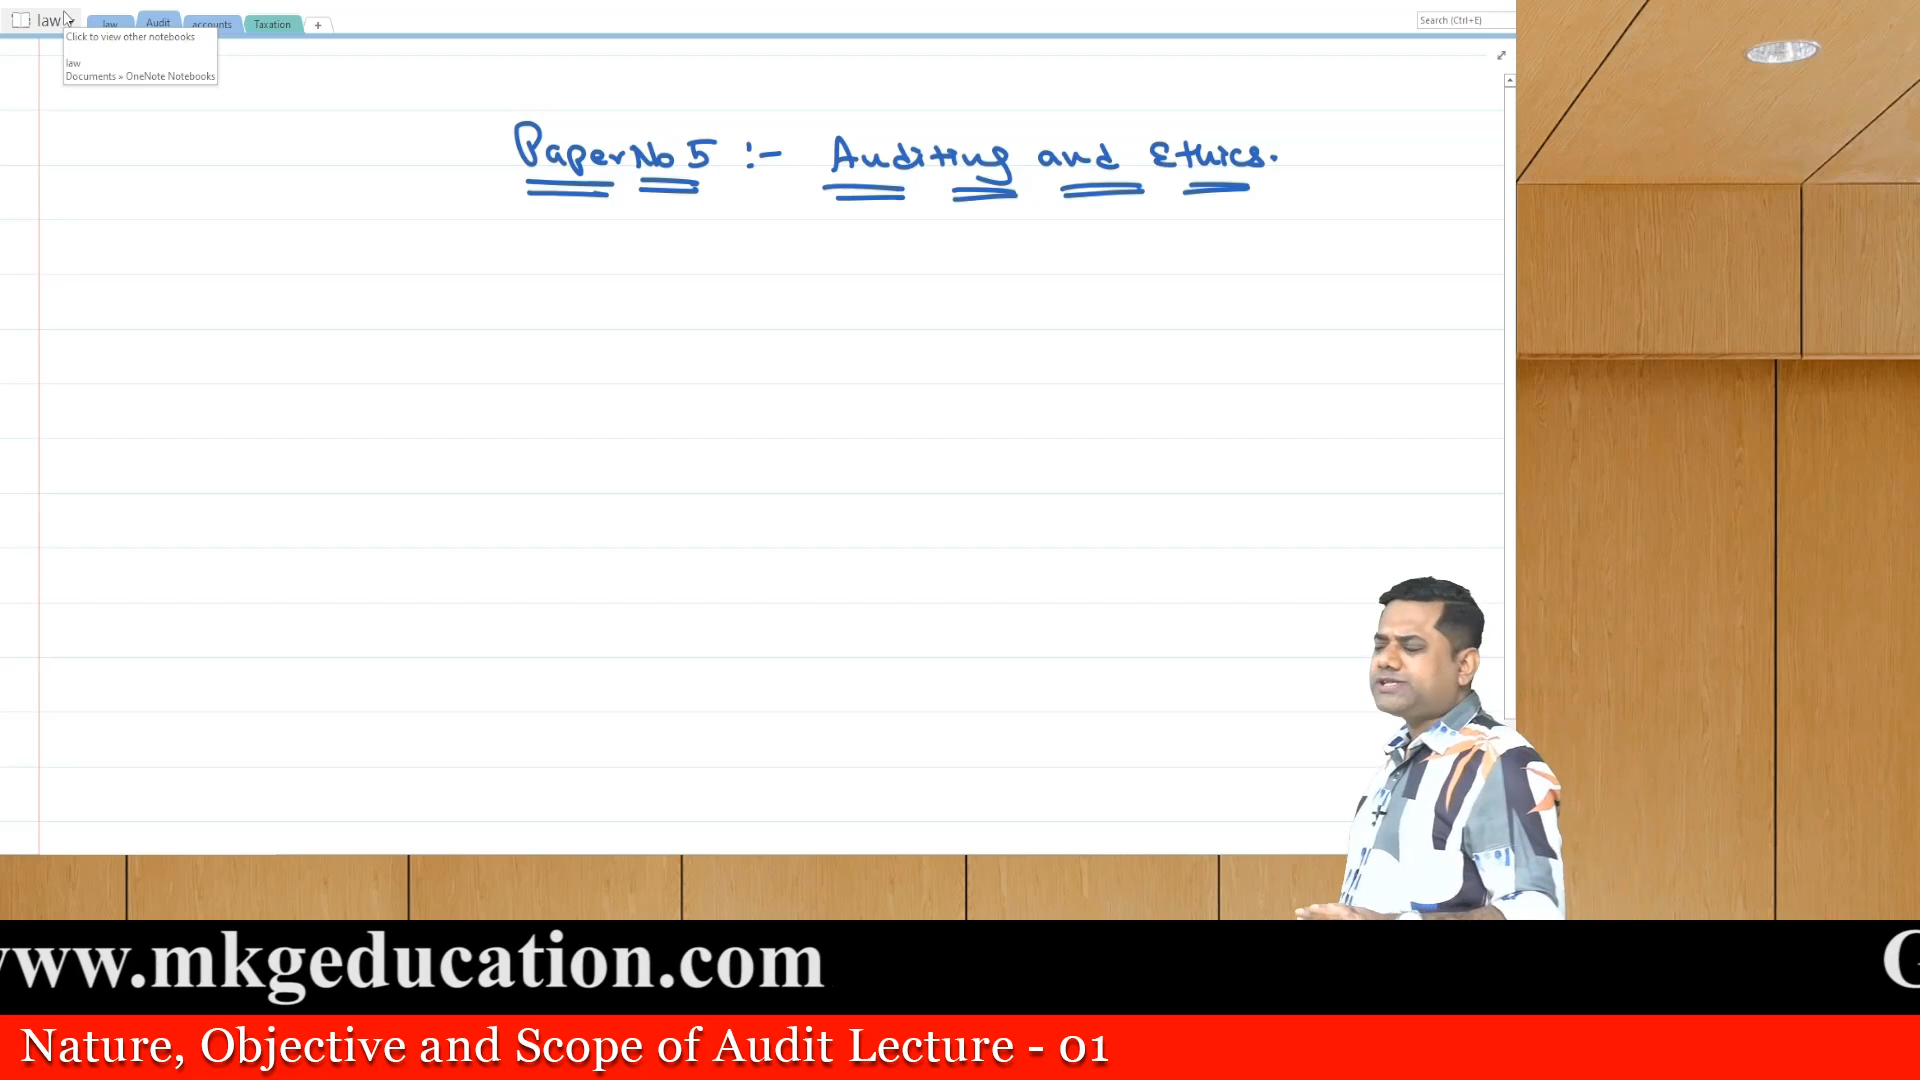 law
law Audit accounts Taxation +
Search (Ctrl+E)
Click to view other notebooks
law
Documents » OneNote Notebooks
Paper No 5 :- Auditing and Ethics.
www.mkgeducation.com G
Nature, Objective and Scope of Audit Lecture - 01